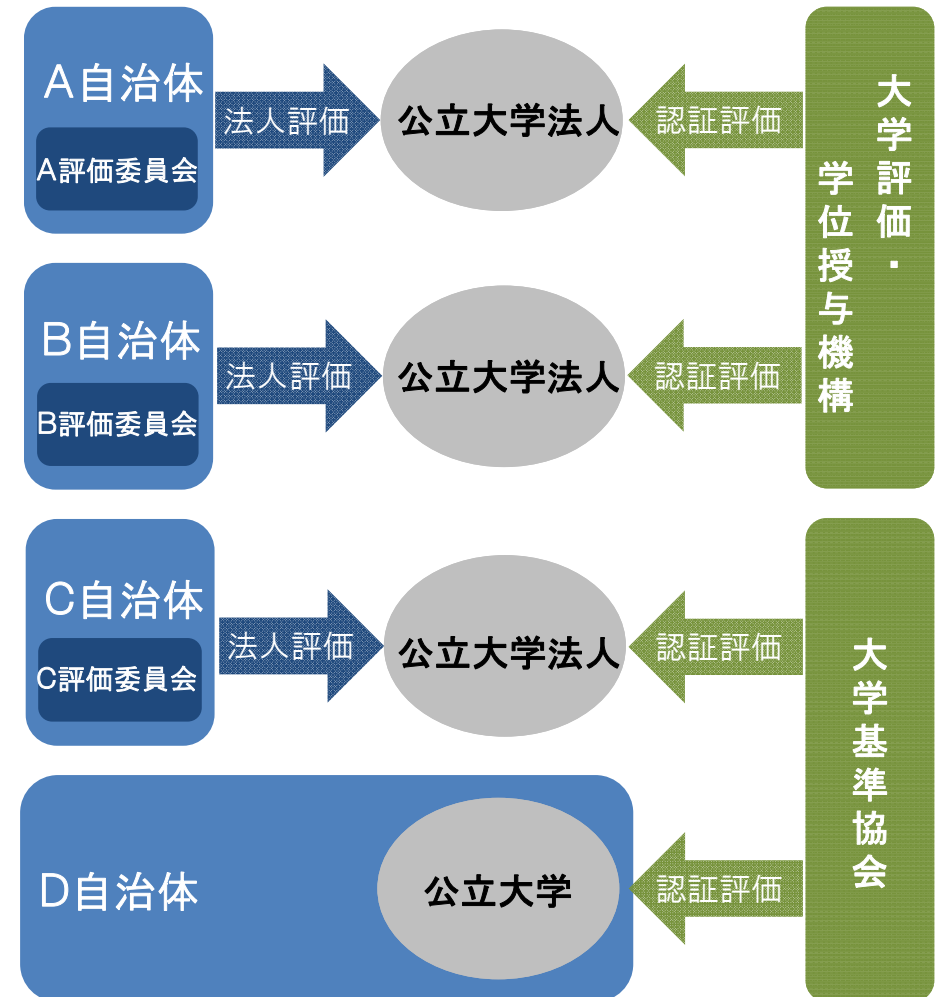 A自治体
A評価委員会
法人評価
公立大学法人
認証評価
大学評価・
学位授与機構
B自治体
B評価委員会
法人評価
公立大学法人
認証評価
C自治体
C評価委員会
法人評価
公立大学法人
認証評価
大学基準協会
D自治体
公立大学
認証評価